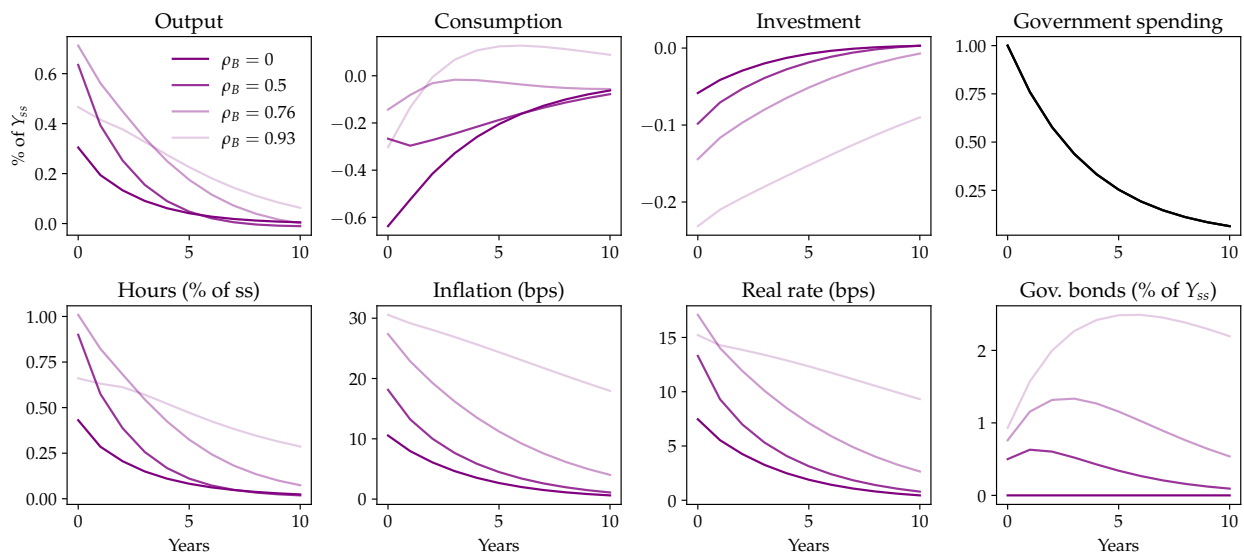 Output
Consumption
Investment
Government spending
% of Y_ss
0.6
0.4
0.2
0.0
ρ_B = 0
ρ_B = 0.5
ρ_B = 0.76
ρ_B = 0.93
0 5 10
0.0
−0.2
−0.4
−0.6
0 5 10
0.0
−0.1
−0.2
0 5 10
1.00
0.75
0.50
0.25
0 5 10
Hours (% of ss)
Inflation (bps)
Real rate (bps)
Gov. bonds (% of Y_ss)
1.00
0.75
0.50
0.25
0.00
0 5 10
Years
30
20
10
0
0 5 10
Years
15
10
5
0
0 5 10
Years
2
1
0
0 5 10
Years